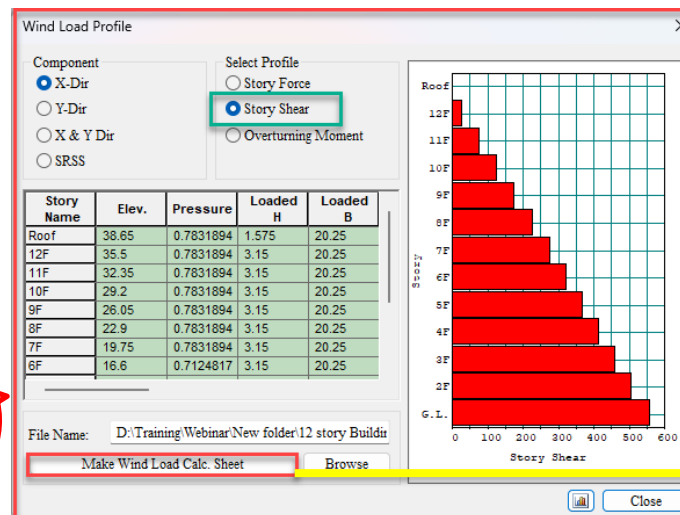 Wind Load Profile
Component
X-Dir
Y-Dir
X & Y Dir
SRSS
Select Profile
Story Force
Story Shear
Overturning Moment
Story Name Elev. Pressure Loaded H Loaded B
Roof 38.65 0.7831894 1.575 20.25
12F 35.5 0.7831894 3.15 20.25
11F 32.35 0.7831894 3.15 20.25
10F 29.2 0.7831894 3.15 20.25
9F 26.05 0.7831894 3.15 20.25
8F 22.9 0.7831894 3.15 20.25
7F 19.75 0.7831894 3.15 20.25
6F 16.6 0.7124817 3.15 20.25
File Name: D:\Training\Webinar\New folder\12 story Buildin
Make Wind Load Calc. Sheet Browse
Story
Roof
12F
11F
10F
9F
8F
7F
6F
5F
4F
3F
2F
G.L.
0 100 200 300 400 500 600
Story Shear
Close